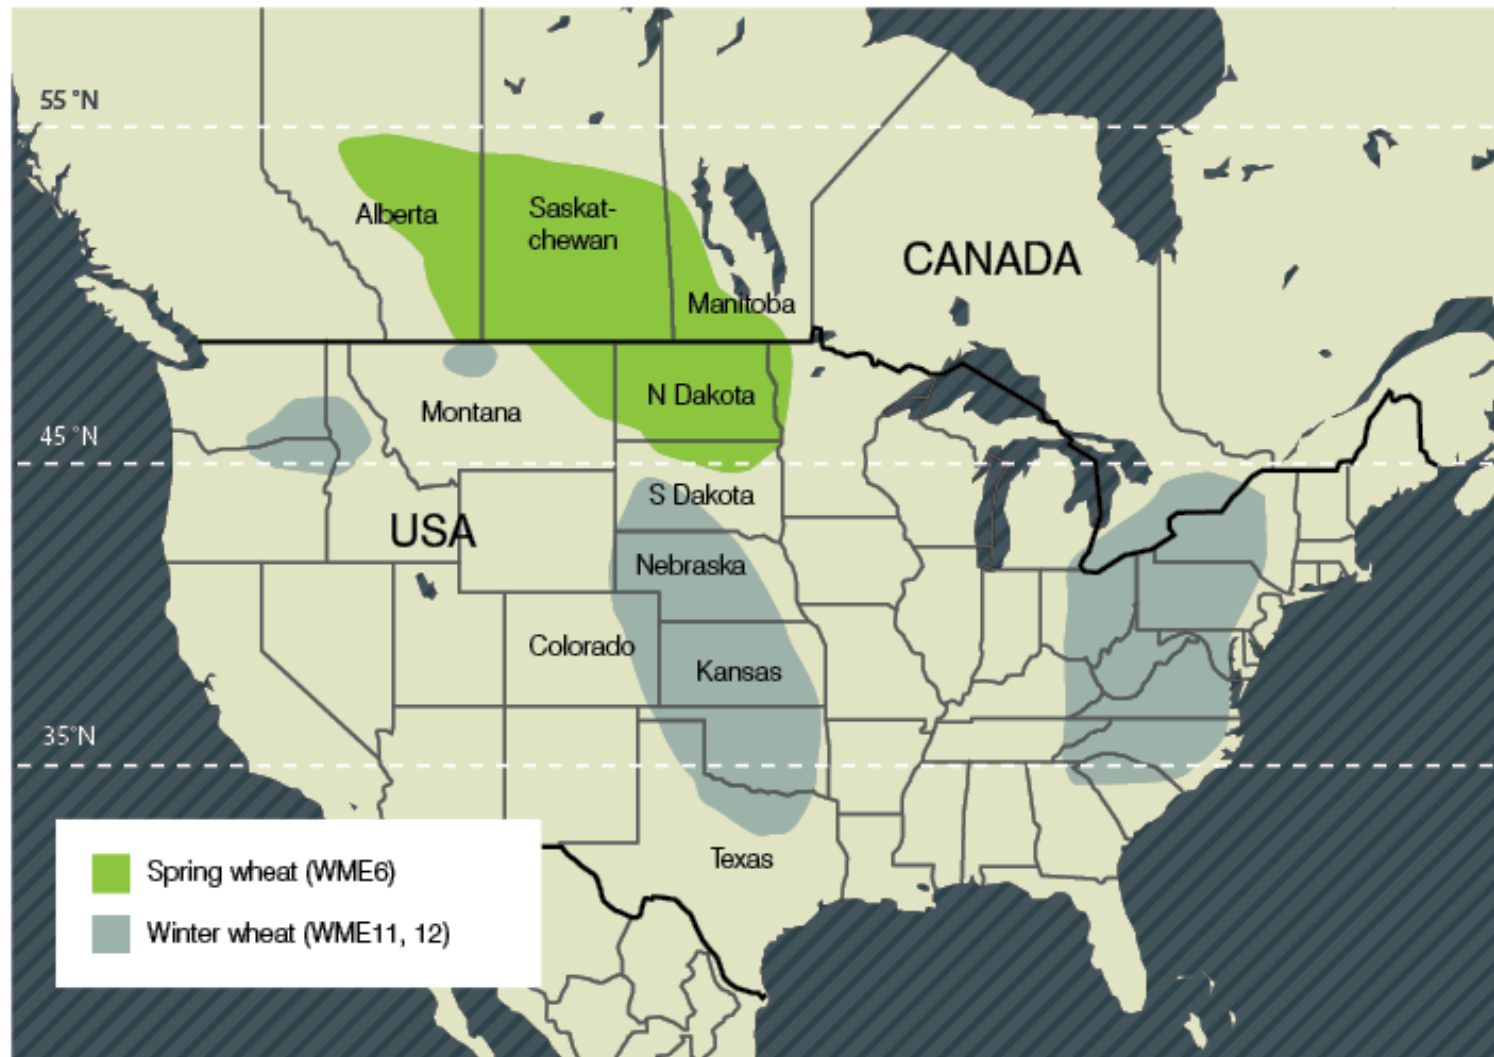 55 °N
Alberta
Saskat-
chewan
CANADA
Manitoba
N Dakota
Montana
45 °N
S Dakota
USA
Nebraska
Colorado
Kansas
35°N
Texas
Spring wheat (WME6)
Winter wheat (WME11, 12)